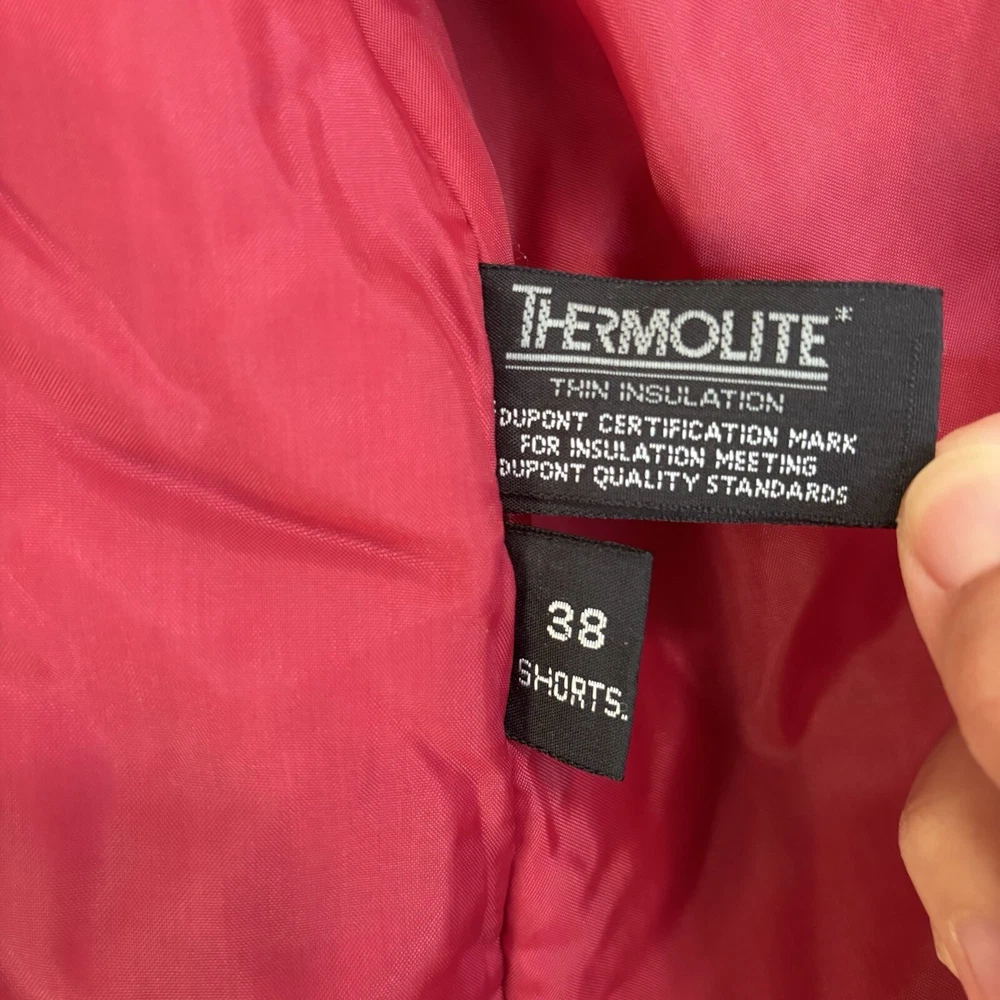 THERMOLITE*
THIN INSULATION
DUPONT CERTIFICATION MARK
FOR INSULATION MEETING
DUPONT QUALITY STANDARDS
38
SHORTS.